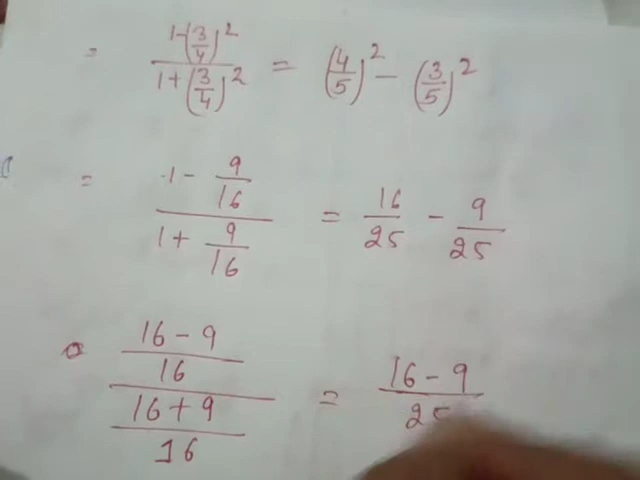 = 1-(3/4)^2 / 1+(3/4)^2 = (4/5)^2 - (3/5)^2
= 1 - 9/16 / 1 + 9/16 = 16/25 - 9/25
16-9/16 / 16+9/16 = 16-9/25